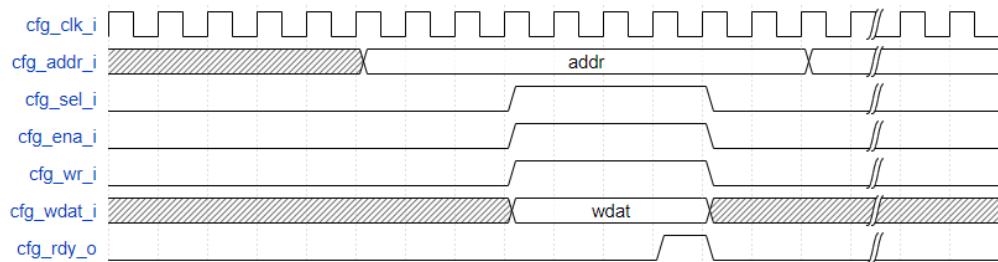 cfg_clk_i
cfg_addr_i addr
cfg_sel_i
cfg_ena_i
cfg_wr_i
cfg_wdat_i wdat
cfg_rdy_o